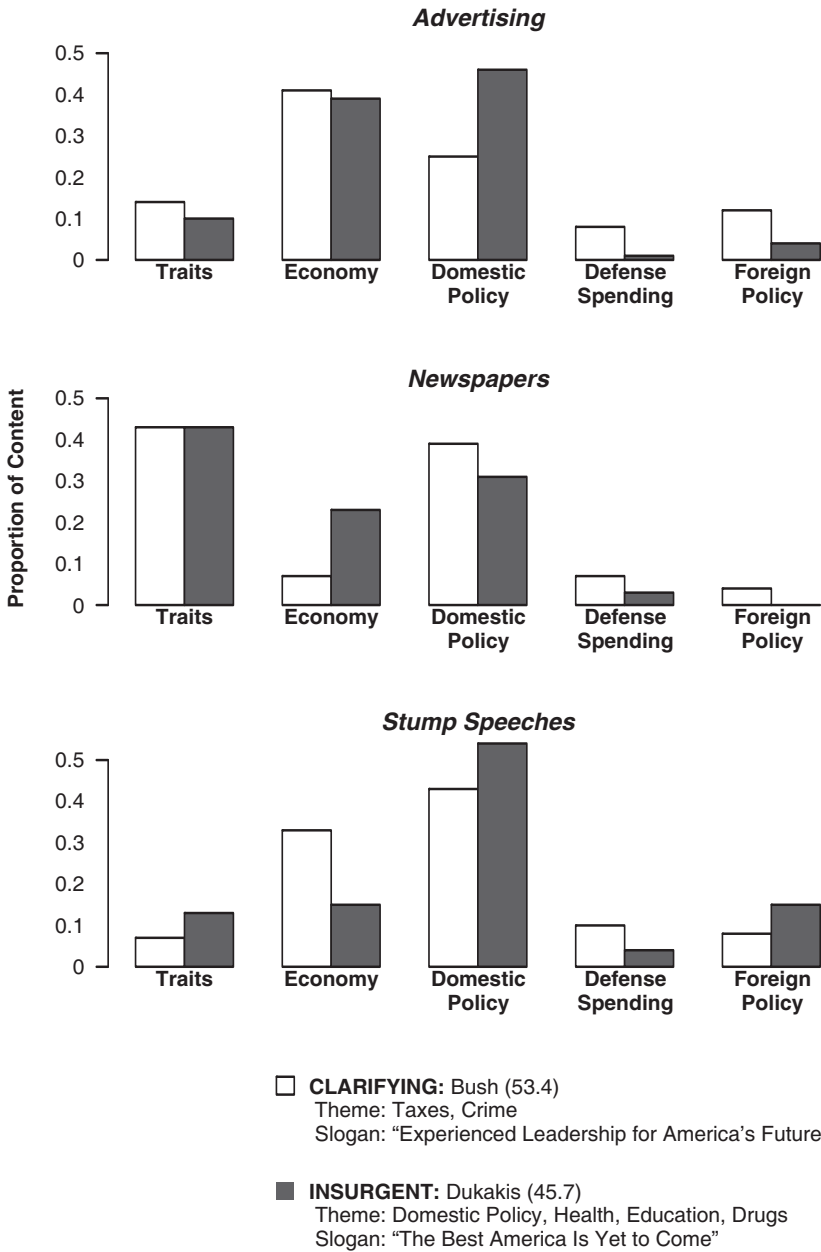 Advertising
0.5
0.4
0.3
0.2
0.1
0
Traits Economy Domestic Policy Defense Spending Foreign Policy
Newspapers
Proportion of Content
0.5
0.4
0.3
0.2
0.1
0
Traits Economy Domestic Policy Defense Spending Foreign Policy
Stump Speeches
0.5
0.4
0.3
0.2
0.1
0
Traits Economy Domestic Policy Defense Spending Foreign Policy
CLARIFYING: Bush (53.4)
Theme: Taxes, Crime
Slogan: “Experienced Leadership for America’s Future
INSURGENT: Dukakis (45.7)
Theme: Domestic Policy, Health, Education, Drugs
Slogan: “The Best America Is Yet to Come”